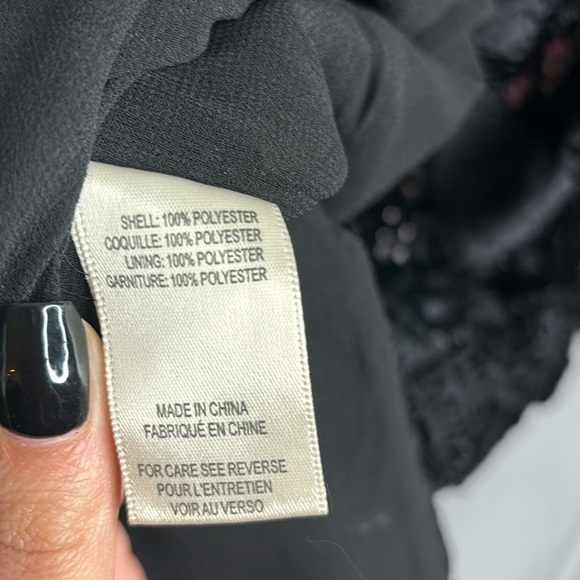 SHELL: 100% POLYESTER
COQUILLE: 100% POLYESTER
LINING: 100% POLYESTER
GARNITURE: 100% POLYESTER
MADE IN CHINA
FABRIQUÉ EN CHINE
FOR CARE SEE REVERSE
POUR L'ENTRETIEN
VOIR AU VERSO